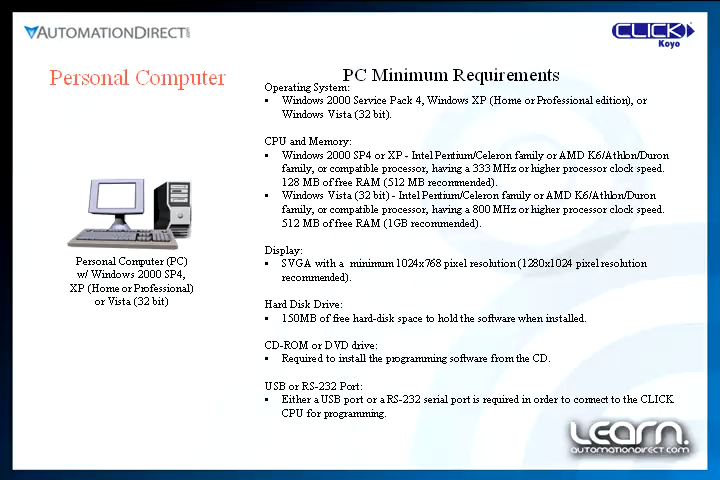 AUTOMATIONDIRECT
CLICK
Koyo
Personal Computer
PC Minimum Requirements
Operating System:
• Windows 2000 Service Pack 4, Windows XP (Home or Professional edition), or
Windows Vista (32 bit).
CPU and Memory:
• Windows 2000 SP4 or XP - Intel Pentium/Celeron family or AMD K6/Athlon/Duron
family, or compatible processor, having a 333 MHz or higher processor clock speed.
128 MB of free RAM (512 MB recommended).
• Windows Vista (32 bit) - Intel Pentium/Celeron family or AMD K6/Athlon/Duron
family, or compatible processor, having a 800 MHz or higher processor clock speed.
512 MB of free RAM (1GB recommended).
Display:
• SVGA with a minimum 1024x768 pixel resolution (1280x1024 pixel resolution
recommended).
Hard Disk Drive:
• 150MB of free hard-disk space to hold the software when installed.
CD-ROM or DVD drive:
• Required to install the programming software from the CD.
USB or RS-232 Port:
• Either a USB port or a RS-232 serial port is required in order to connect to the CLICK
CPU for programming.
Personal Computer (PC)
w/ Windows 2000 SP4,
XP (Home or Professional)
or Vista (32 bit)
LEARN.
AUTOMATIONDIRECT.COM